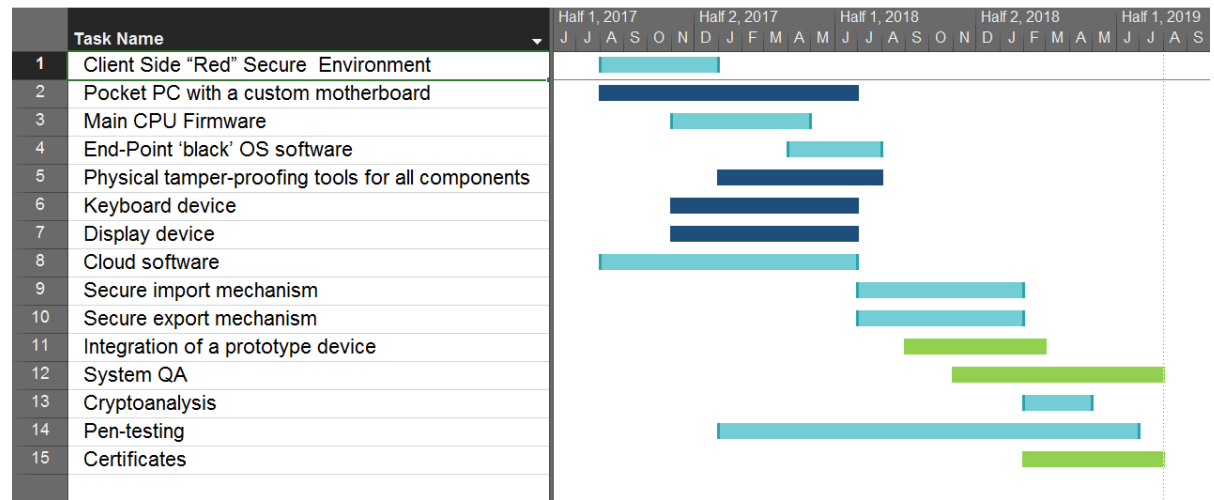 Half 1, 2017 Half 2, 2017 Half 1, 2018 Half 2, 2018 Half 1, 2019
Task Name J J A S O N D J F M A M J J A S O N D J F M A M J J A S
1 Client Side “Red” Secure Environment
2 Pocket PC with a custom motherboard
3 Main CPU Firmware
4 End-Point ‘black’ OS software
5 Physical tamper-proofing tools for all components
6 Keyboard device
7 Display device
8 Cloud software
9 Secure import mechanism
10 Secure export mechanism
11 Integration of a prototype device
12 System QA
13 Cryptoanalysis
14 Pen-testing
15 Certificates